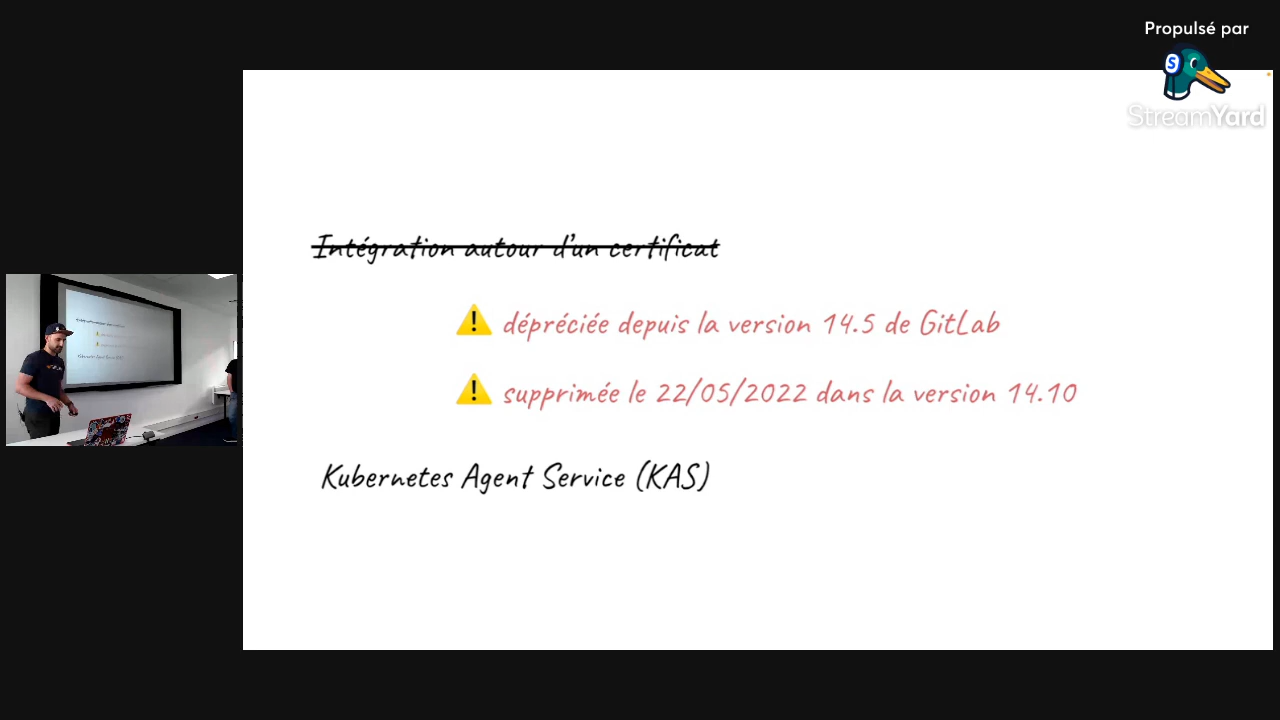 Propulsé par
StreamYard
Intégration autour d'un certificat
⚠ dépréciée depuis la version 14.5 de GitLab
⚠ supprimée le 22/05/2022 dans la version 14.10
Kubernetes Agent Service (KAS)